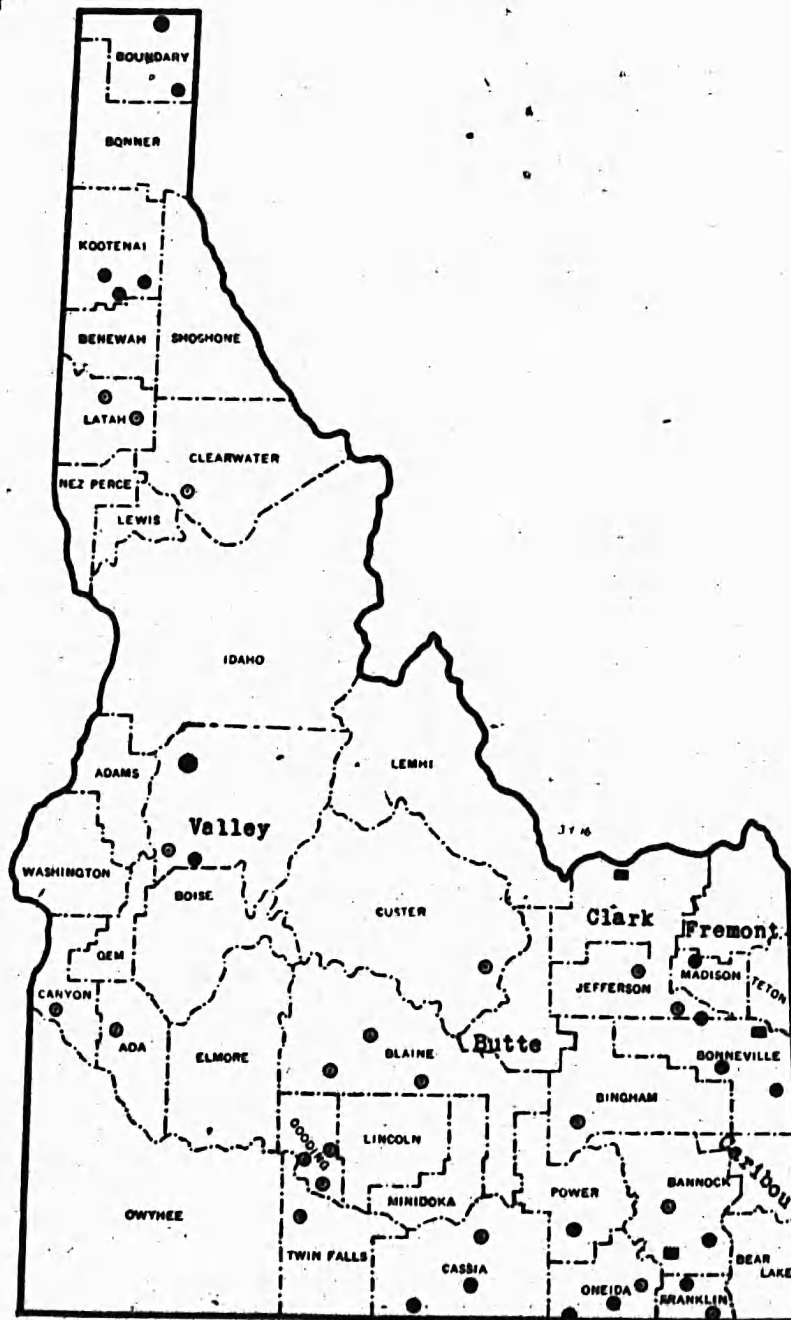 BOUNDARY
BONNER
KOOTENAI
BENEWAH
SHOSHONE
LATAH
CLEARWATER
NEZ PERCE
LEWIS
IDAHO
ADAMS
LEMHI
Valley
WASHINGTON
BOISE
CUSTER
Clark
Fremont
GEM
JEFFERSON
MADISON
TETON
CANYON
ADA
ELMORE
BLAINE
Butte
BONNEVILLE
BINGHAM
GOODING
LINCOLN
Caribou
MINIDOKA
POWER
BANNOCK
OWYHEE
TWIN FALLS
CASSIA
ONEIDA
FRANKLIN
BEAR
LAKE